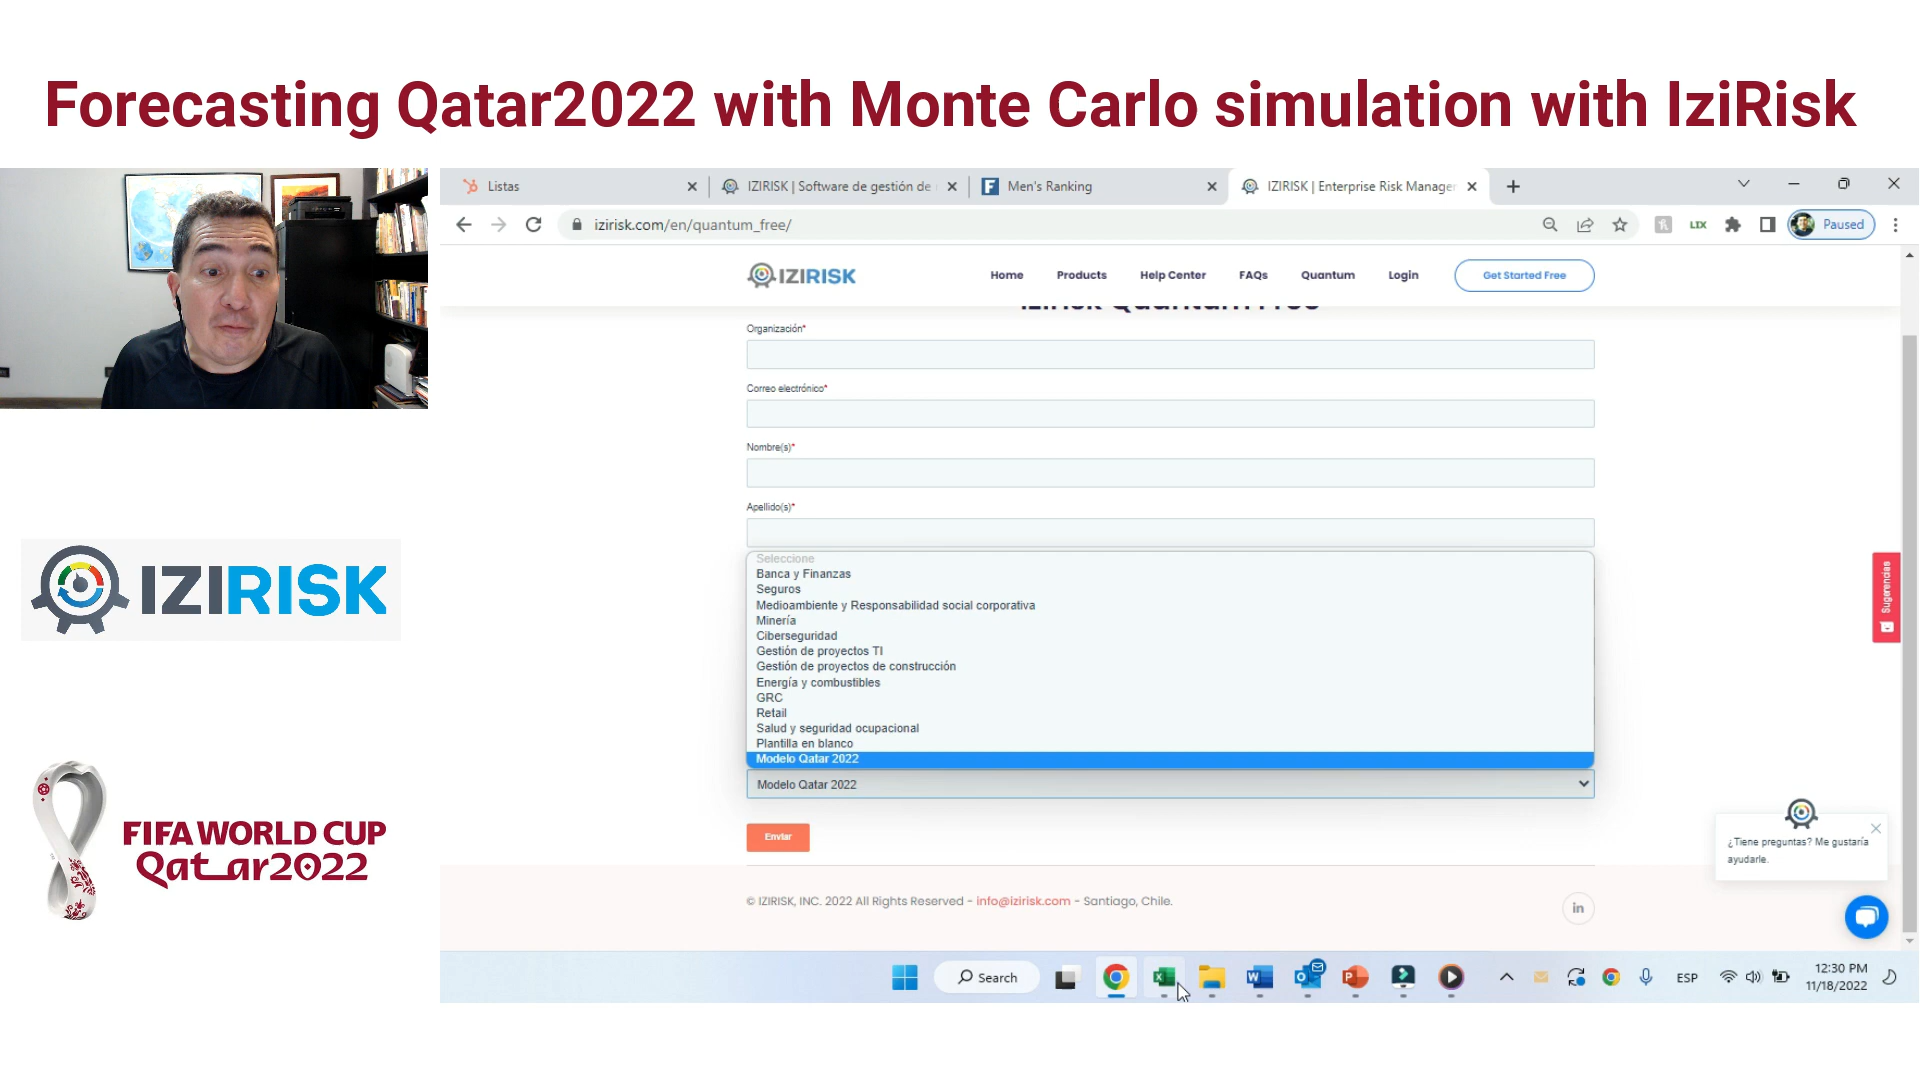 Forecasting Qatar2022 with Monte Carlo simulation with IziRisk
Listas
IZIRISK | Software de gestión de
Men's Ranking
IZIRISK | Enterprise Risk Manager
izirisk.com/en/quantum_free/
LIX
Paused
IZIRISK
Home
Products
Help Center
FAQs
Quantum
Login
Get Started Free
Organización*
Correo electrónico*
Nombre(s)*
Apellido(s)*
Seleccione
Banca y Finanzas
Seguros
Medioambiente y Responsabilidad social corporativa
Minería
Ciberseguridad
Gestión de proyectos TI
Gestión de proyectos de construcción
Energía y combustibles
GRC
Retail
Salud y seguridad ocupacional
Plantilla en blanco
Modelo Qatar 2022
Modelo Qatar 2022
Enviar
Sugerencias
¿Tiene preguntas? Me gustaría
ayudarle.
© IZIRISK, INC. 2022 All Rights Reserved - info@izirisk.com - Santiago, Chile.
in
Search
ESP
12:30 PM
11/18/2022
IZIRISK
FIFA WORLD CUP
Qatar2022